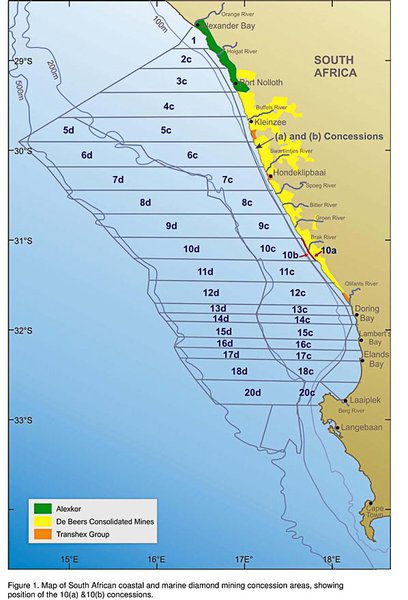 Orange River
100m
Alexander Bay
1
Holgat River
200m
2c
SOUTH
AFRICA
29°S
500m
3c
Port Nolloth
4c
Buffels River
Kleinzee
5d 5c
(a) and (b) Concessions
30°S
6d 6c
Swartlintjies River
Hondeklipbaai
7d 7c
Spoeg River
8d 8c
Bitter River
Green River
9d 9c
Brak River
31°S
10d 10c 10b 10a
11d 11c
Olifants River
12d 12c
13d 13c
Doring
Bay
14d 14c
32°S
15d 15c
Lambert's
Bay
16d 16c
17d 17c
Elands
Bay
18d 18c
20d 20c
Laaiplek
Berg River
33°S
Langebaan
Cape
Town
Alexkor
De Beers Consolidated Mines
Transhex Group
15°E 16°E 17°E 18°E
Figure 1. Map of South African coastal and marine diamond mining concession areas, showing
position of the 10(a) &10(b) concessions.